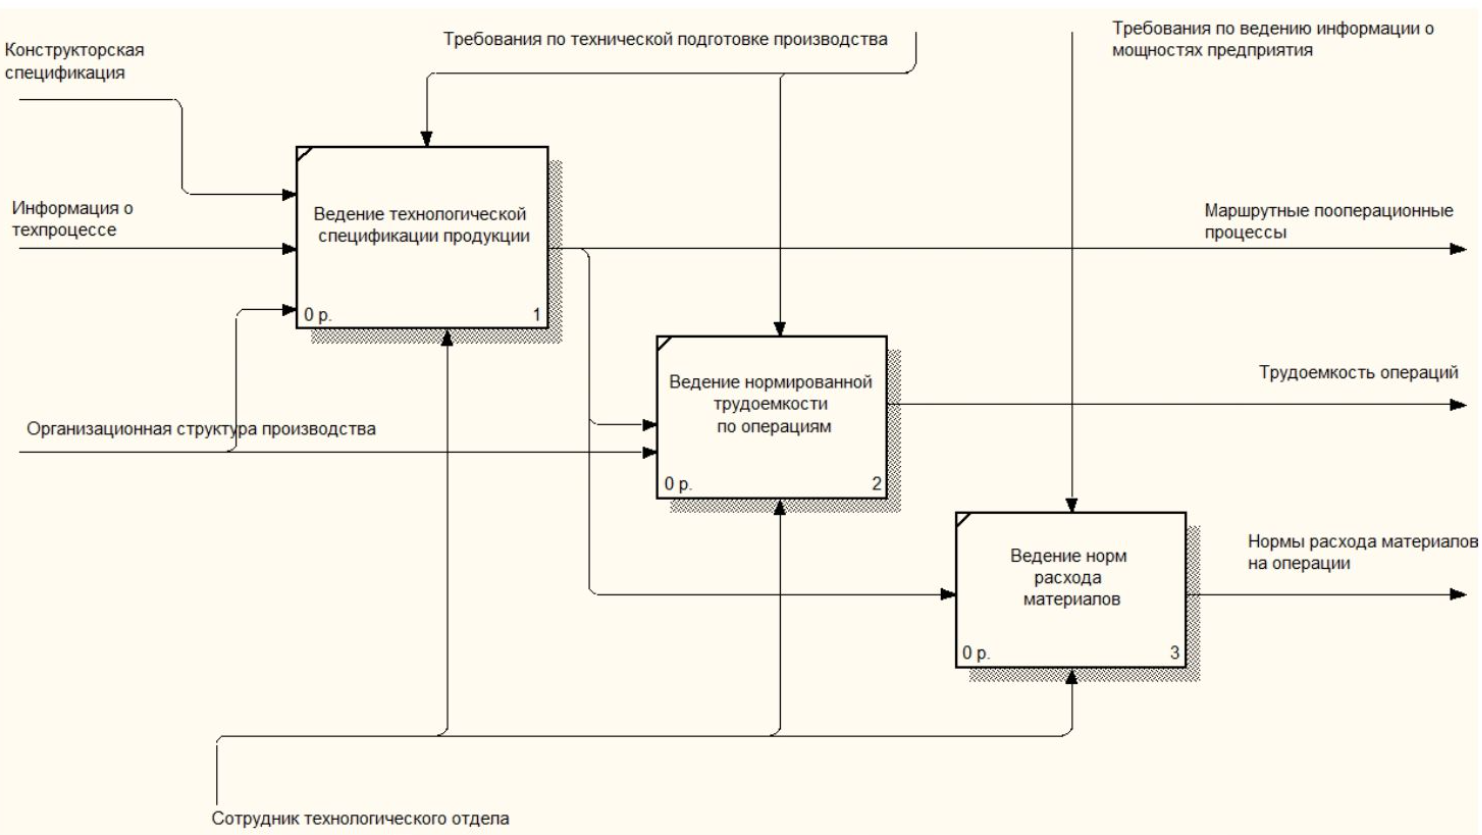 Требования по ведению информации о
мощностях предприятия
Требования по технической подготовке производства
Конструкторская
спецификация
Информация о
техпроцессе
Ведение технологической
спецификации продукции
0 р.
1
Маршрутные пооперационные
процессы
Организационная структура производства
Ведение нормированной
трудоемкости
по операциям
0 р.
2
Трудоемкость операций
Ведение норм
расхода
материалов
0 р.
3
Нормы расхода материалов
на операции
Сотрудник технологического отдела